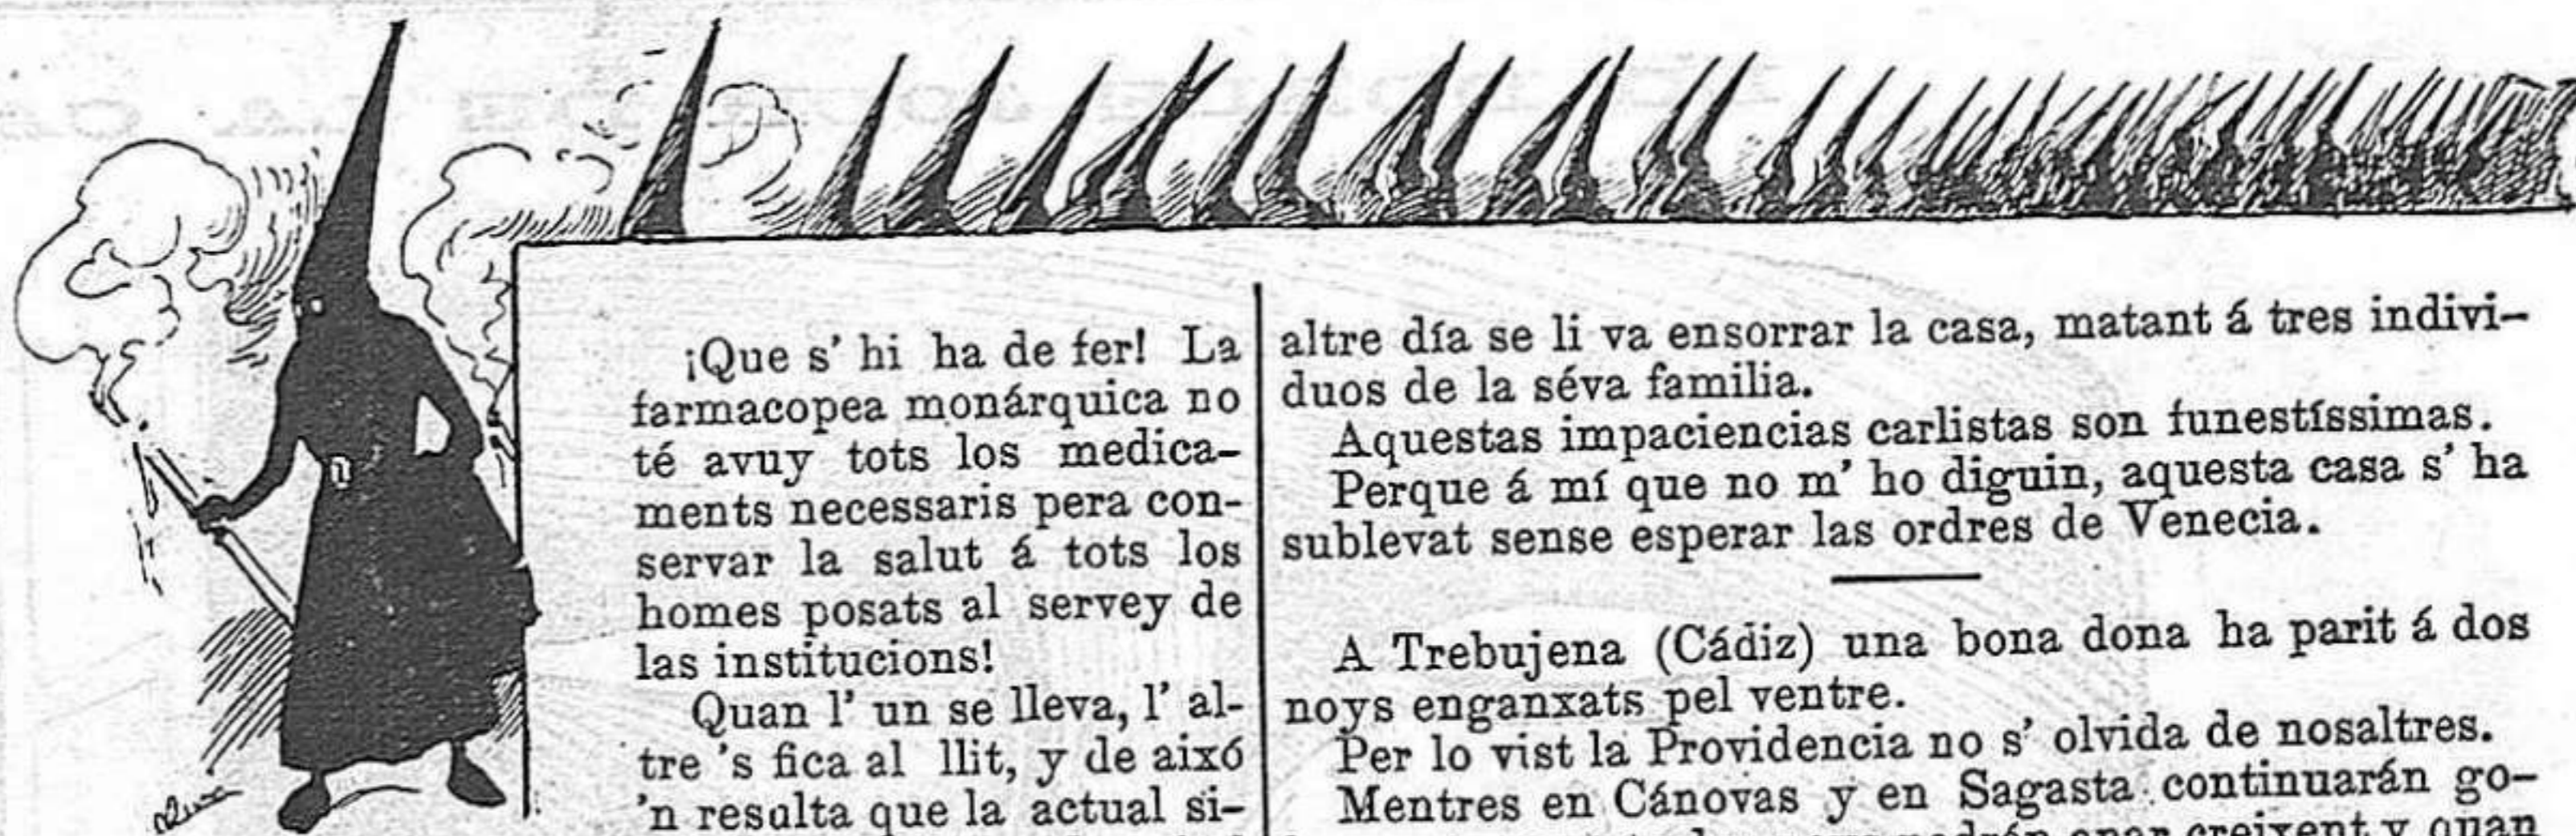 ¡Que s' hi ha de fer! La
farmacopea monárquica no
té avuy tots los medica-
ments necessaris pera con-
servar la salut á tots los
homes posats al servey de
las institucions!
Quan l' un se lleva, l' al-
tre 's fica al llit, y de aixó
'n resulta que la actual si-
altre día se li va ensorrar la casa, matant á tres indivi-
duos de la séva familia.
Aquestas impaciencias carlistas son funestíssimas.
Perque á mí que no m' ho diguin, aquesta casa s' ha
sublevat sense esperar las ordres de Venecia.
A Trebujena (Cádiz) una bona dona ha parit á dos
noys enganxats pel ventre.
Per lo vist la Providencia no s' olvida de nosaltres.
Mentres en Cánovas y en Sagasta continuarán go-
creixent y quan